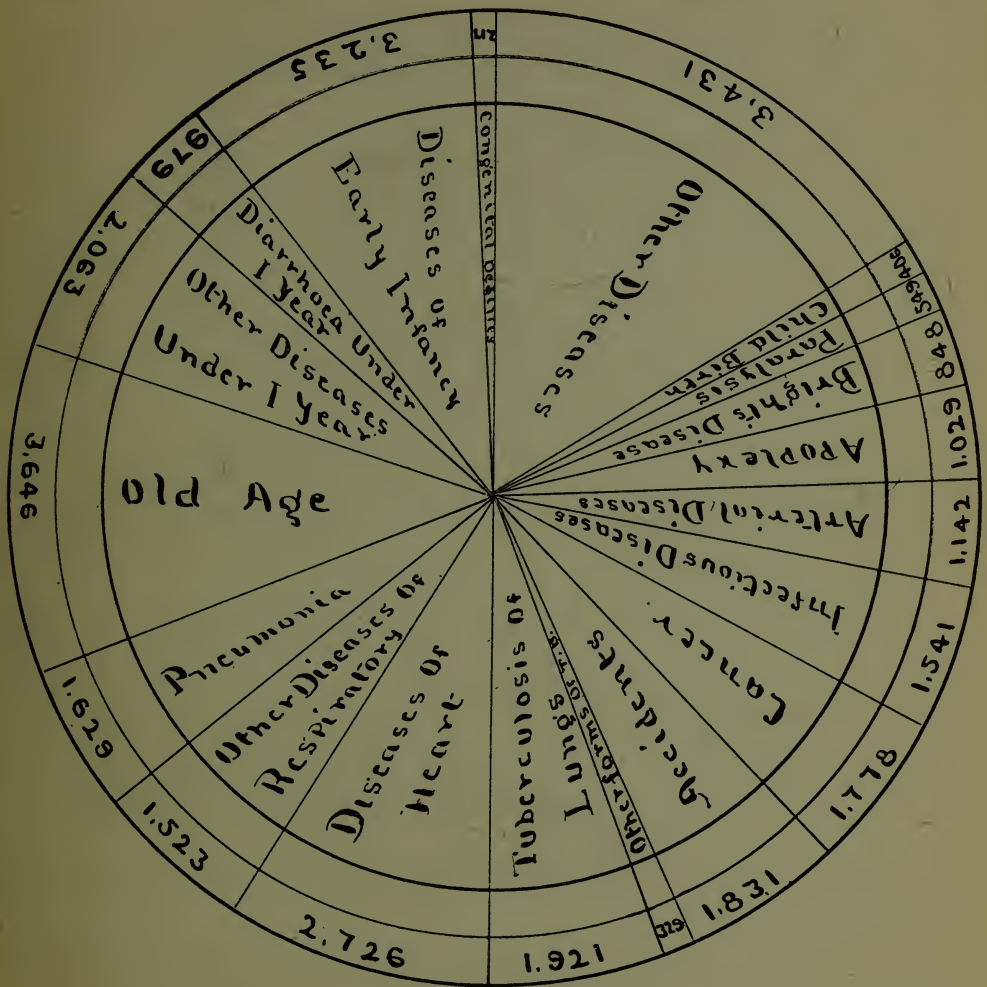 3,431
Other Diseases
406
Child Birth
549
Paralysis
848
Bright's Disease
1.029
Apoplexy
1.142
Arterial Diseases
1.541
Infectious Diseases
1.778
Cancer
1.831
Accidents
329
Other forms of T.B.
1.921
Tuberculosis Of
Lungs
2.726
Diseases Of
Heart
1.523
Other Diseases Of
Respiratory
1.629
Pneumonia
3.646
Old Age
2.063
Other Diseases
Under 1 Year
979
Diarrhoea Under
1 Year
3.235
Diseases Of
Early Infancy
217
Congenital Debility